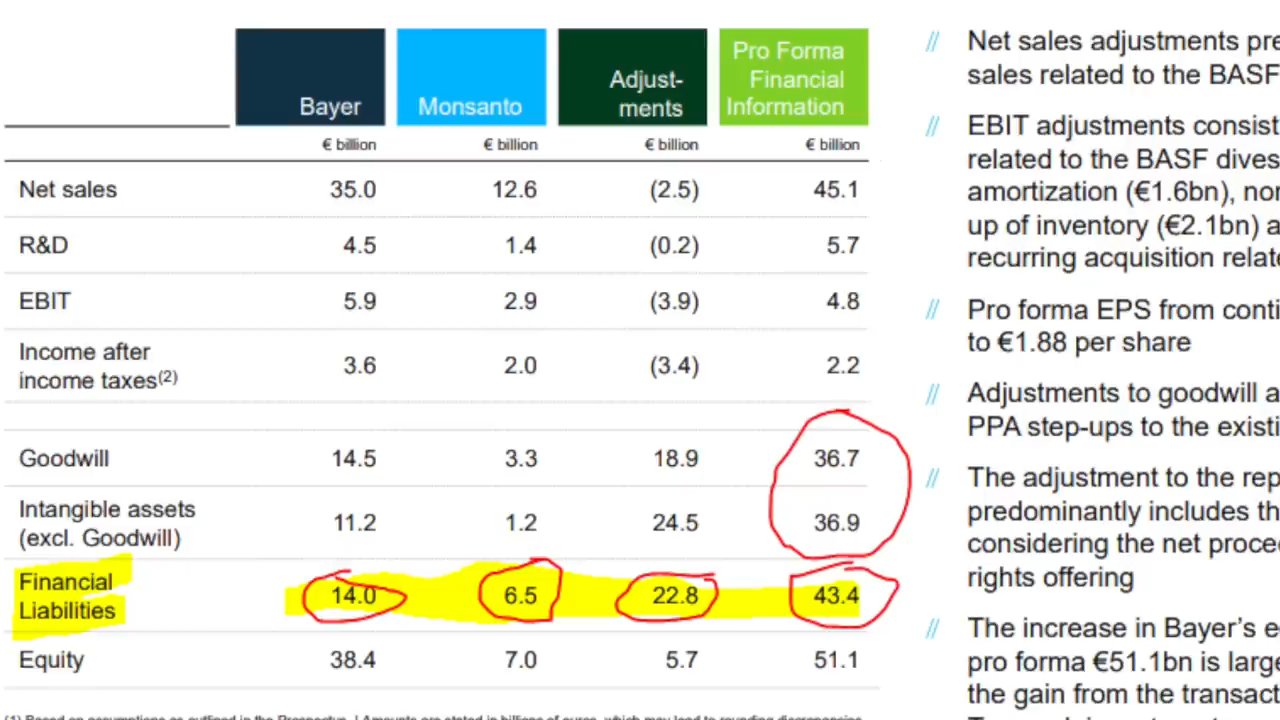 Bayer
Monsanto
Adjust-
ments
Pro Forma
Financial
Information
€ billion € billion € billion € billion
Net sales 35.0 12.6 (2.5) 45.1
R&D 4.5 1.4 (0.2) 5.7
EBIT 5.9 2.9 (3.9) 4.8
Income after
income taxes(2) 3.6 2.0 (3.4) 2.2
Goodwill 14.5 3.3 18.9 36.7
Intangible assets
(excl. Goodwill) 11.2 1.2 24.5 36.9
Financial
Liabilities 14.0 6.5 22.8 43.4
Equity 38.4 7.0 5.7 51.1
// Net sales adjustments pre
sales related to the BASF
// EBIT adjustments consist
related to the BASF dives
amortization (€1.6bn), nor
up of inventory (€2.1bn) a
recurring acquisition relate
// Pro forma EPS from conti
to €1.88 per share
// Adjustments to goodwill a
PPA step-ups to the existi
// The adjustment to the rep
predominantly includes th
considering the net procee
rights offering
// The increase in Bayer's e
pro forma €51.1bn is large
the gain from the transact